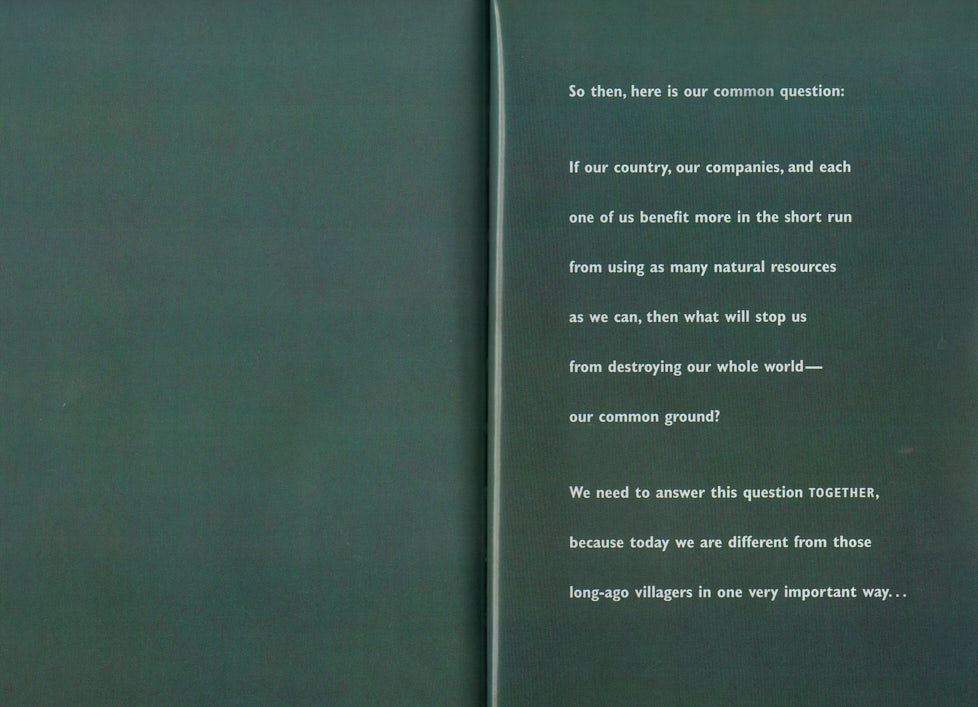 So then, here is our common question:
If our country, our companies, and each
one of us benefit more in the short run
from using as many natural resources
as we can, then what will stop us
from destroying our whole world—
our common ground?
We need to answer this question TOGETHER,
because today we are different from those
long-ago villagers in one very important way...